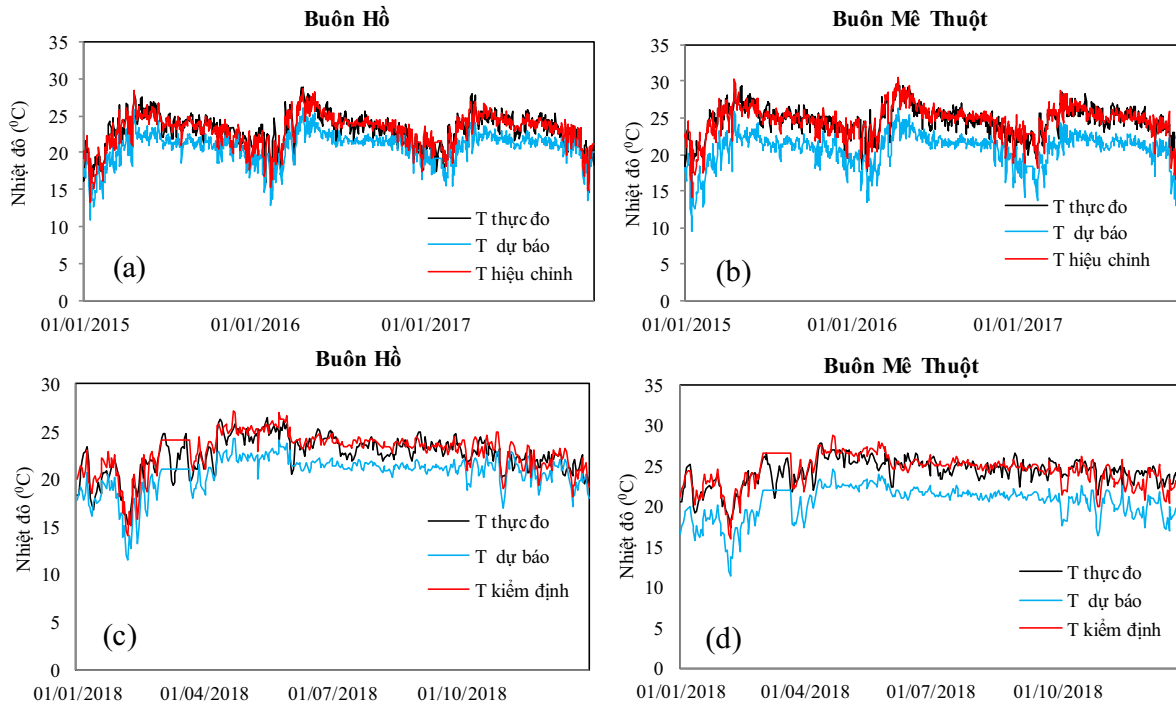 Buôn Hồ
35
30
25
20
15
10
5
0
Nhiệt đô (⁰C)
T thực đo
T dự báo
T hiệu chỉnh
(a)
01/01/2015
01/01/2016
01/01/2017
Buôn Mê Thuột
35
30
25
20
15
10
5
0
Nhiệt đô (⁰C)
T thực đo
T dự báo
T hiệu chỉnh
(b)
01/01/2015
01/01/2016
01/01/2017
Buôn Hồ
30
25
20
15
10
5
0
Nhiệt đô (⁰C)
T thực đo
T dự báo
T kiểm định
(c)
01/01/2018
01/04/2018
01/07/2018
01/10/2018
Buôn Mê Thuột
35
30
25
20
15
10
5
0
Nhiệt đô (⁰C)
T thực đo
T dự báo
T kiểm định
(d)
01/01/2018
01/04/2018
01/07/2018
01/10/2018